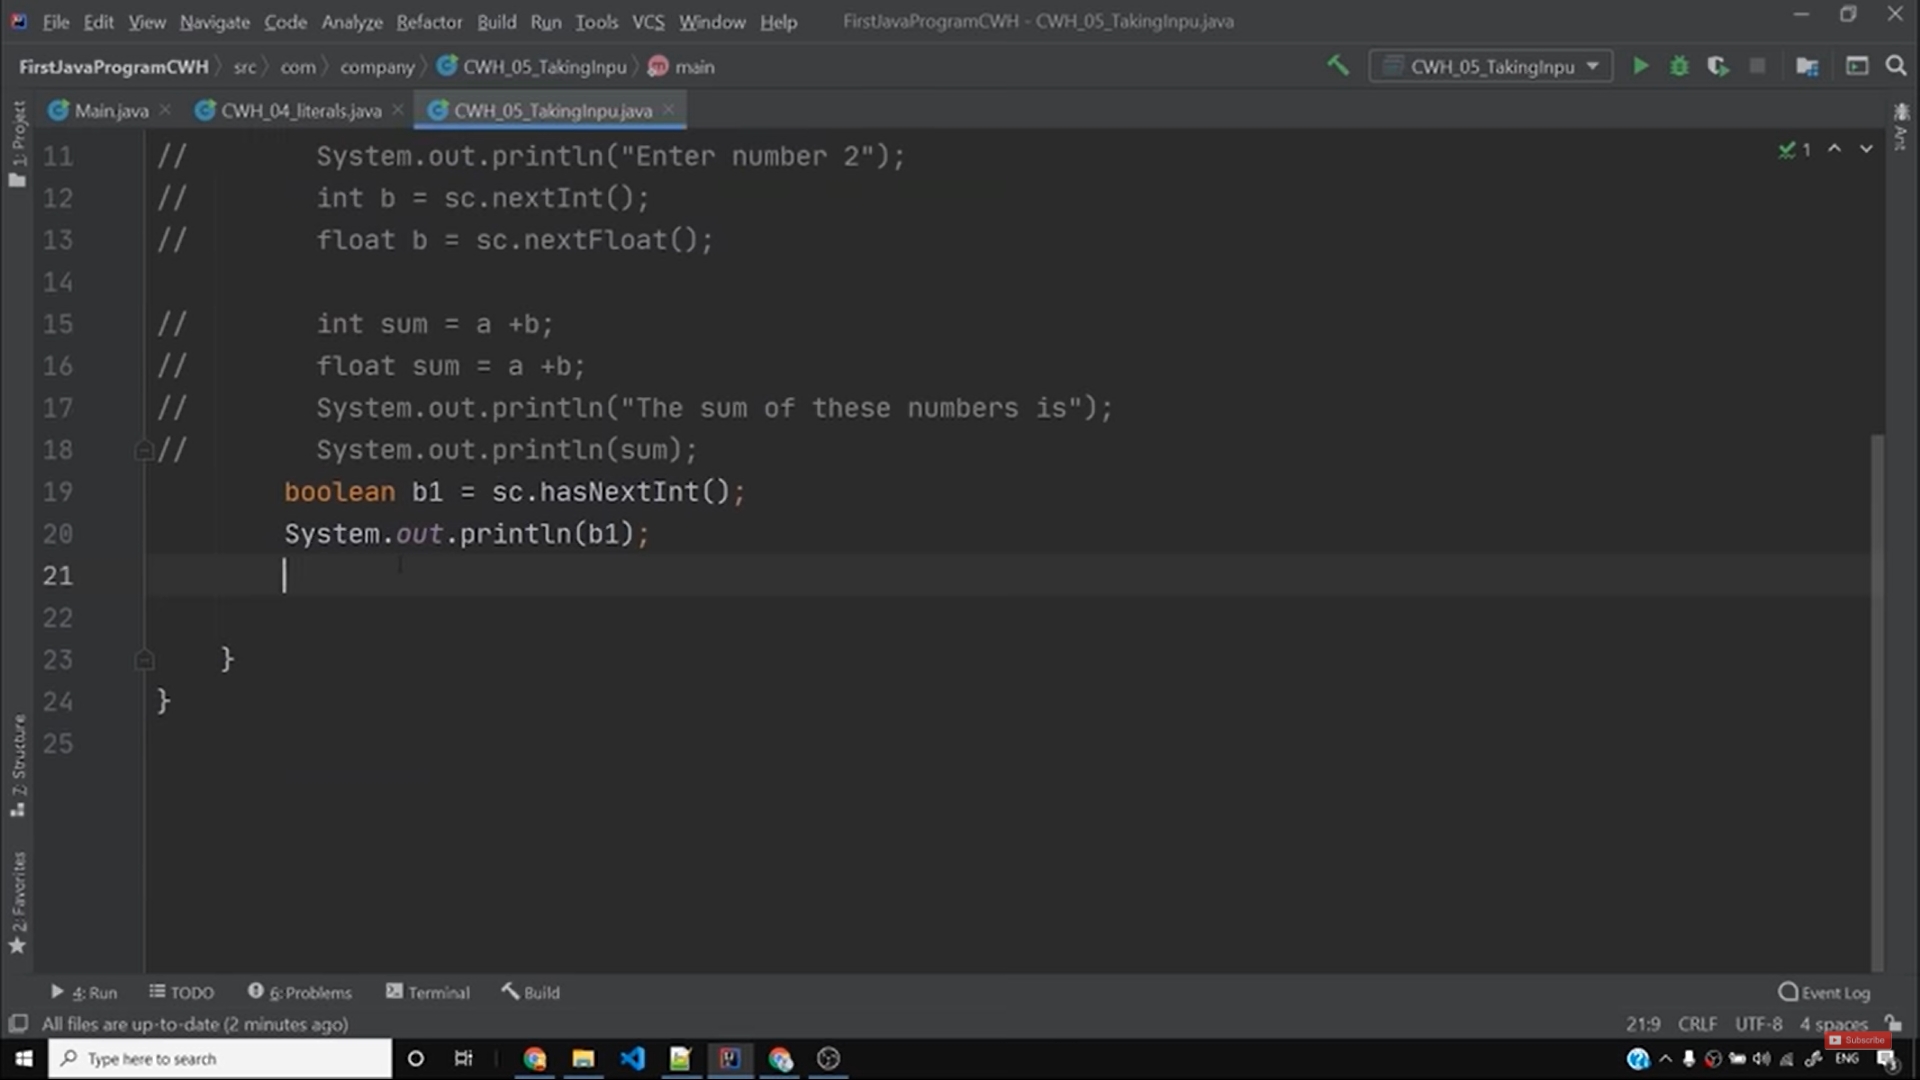 File Edit View Navigate Code Analyze Refactor Build Run Tools VCS Window Help FirstJavaProgramCWH - CWH_05_TakingInpu.java
FirstJavaProgramCWH src com company CWH_05_TakingInpu main CWH_05_TakingInpu
Main.java CWH_04_literals.java CWH_05_TakingInpu.java
1: Project
Ant
1
11 // System.out.println("Enter number 2");
12 // int b = sc.nextInt();
13 // float b = sc.nextFloat();
14
15 // int sum = a +b;
16 // float sum = a +b;
17 // System.out.println("The sum of these numbers is");
18 // System.out.println(sum);
19 boolean b1 = sc.hasNextInt();
20 System.out.println(b1);
21
22
23 }
24 }
25
7: Structure
2: Favorites
4: Run TODO 6: Problems Terminal Build Event Log
All files are up-to-date (2 minutes ago) 21:9 CRLF UTF-8 4 spaces
Subscribe
Type here to search ENG